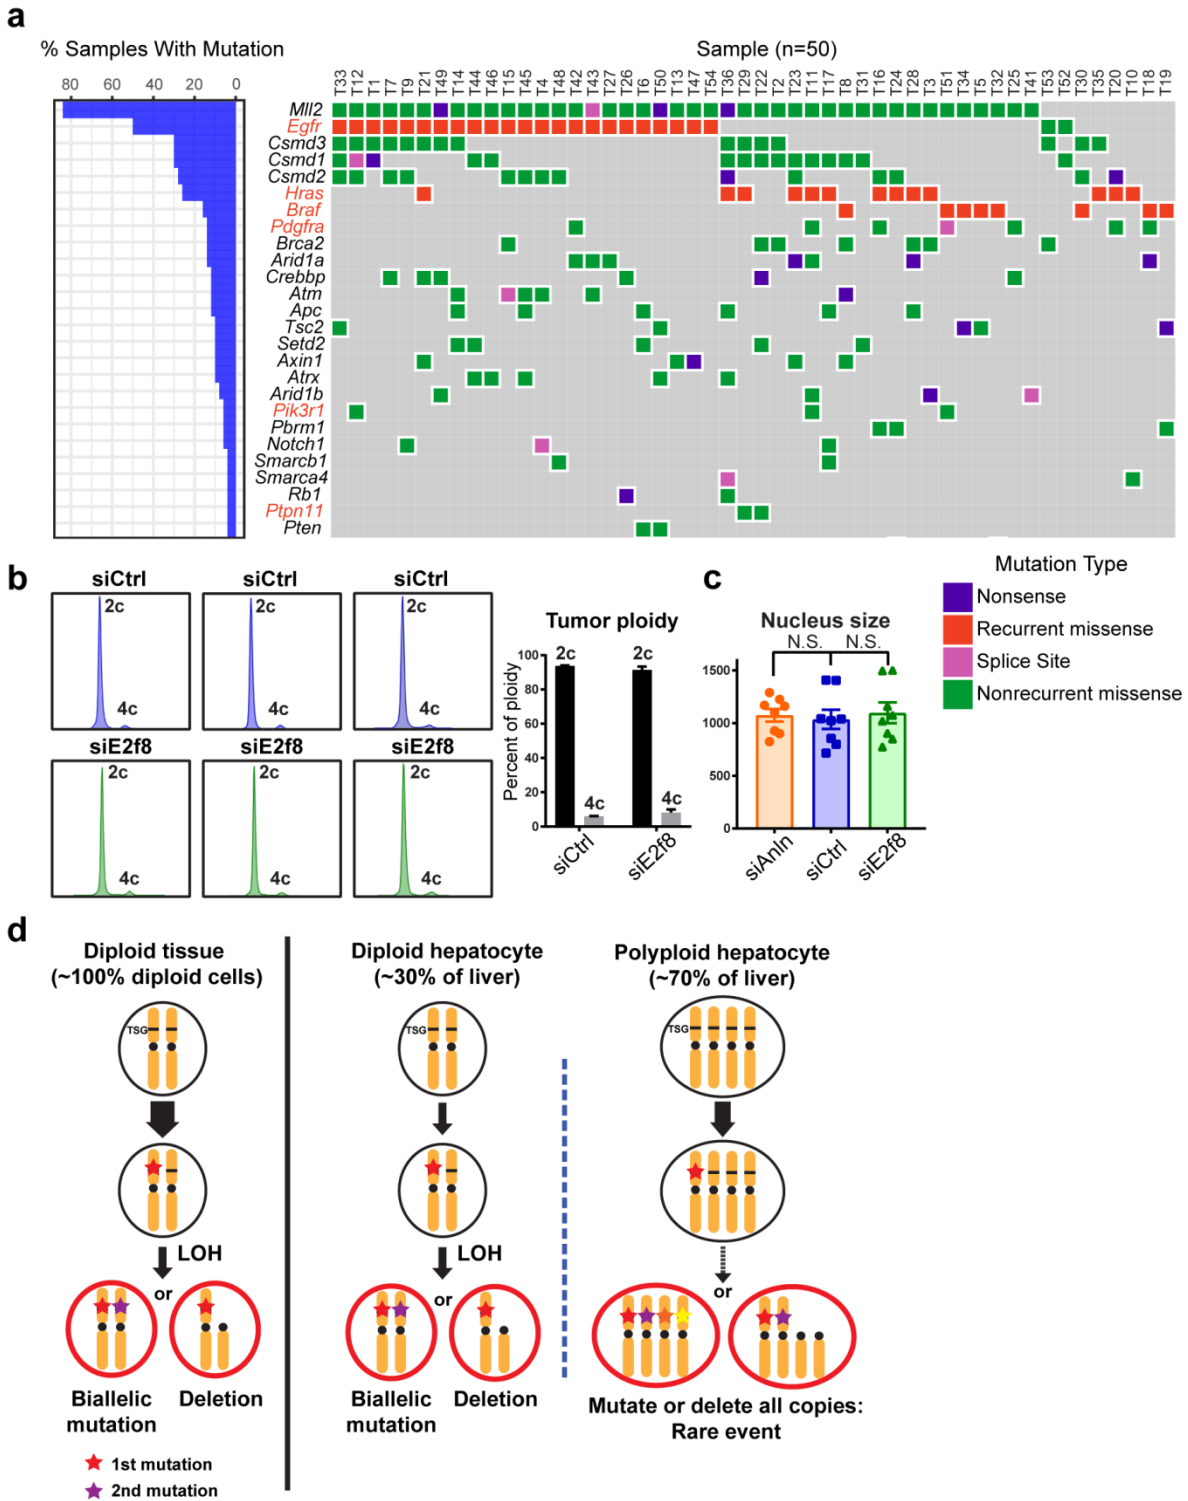 a
% Samples With Mutation
Sample (n=50)
80 60 40 20 0
T33 T12 T1 T7 T9 T21 T49 T14 T44 T46 T15 T45 T4 T48 T42 T43 T27 T26 T6 T50 T13 T47 T54 T36 T29 T22 T2 T23 T11 T17 T8 T31 T16 T24 T28 T3 T51 T34 T5 T32 T25 T41 T53 T52 T30 T35 T20 T10 T18 T19
Mll2
Egfr
Csmd3
Csmd1
Csmd2
Hras
Braf
Pdgfra
Brca2
Arid1a
Crebbp
Atm
Apc
Tsc2
Setd2
Axin1
Atrx
Arid1b
Pik3r1
Pbrm1
Notch1
Smarcb1
Smarca4
Rb1
Ptpn11
Pten
Mutation Type
Nonsense
Recurrent missense
Splice Site
Nonrecurrent missense
b
siCtrl siCtrl siCtrl
2c 2c 2c
4c 4c 4c
siE2f8 siE2f8 siE2f8
2c 2c 2c
4c 4c 4c
Tumor ploidy
Percent of ploidy
100
80
60
40
20
0
2c 4c 2c 4c
siCtrl siE2f8
c
Nucleus size
N.S. N.S.
1500
1000
500
0
siAnln siCtrl siE2f8
d
Diploid tissue
(~100% diploid cells)
TSG
LOH
or
Biallelic
mutation
Deletion
1st mutation
2nd mutation
Diploid hepatocyte
(~30% of liver)
TSG
LOH
or
Biallelic
mutation
Deletion
Polyploid hepatocyte
(~70% of liver)
TSG
or
Mutate or delete all copies:
Rare event